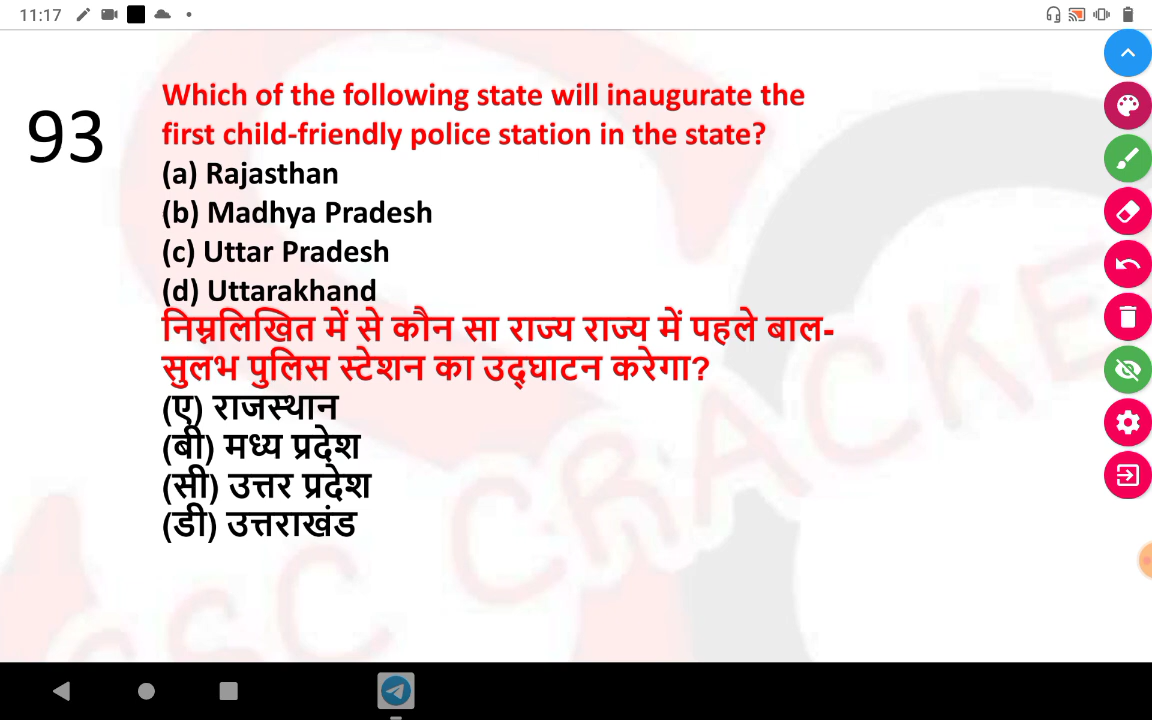 11:17
93
Which of the following state will inaugurate the
first child-friendly police station in the state?
(a) Rajasthan
(b) Madhya Pradesh
(c) Uttar Pradesh
(d) Uttarakhand
निम्नलिखित में से कौन सा राज्य राज्य में पहले बाल-
सुलभ पुलिस स्टेशन का उद्घाटन करेगा?
(ए) राजस्थान
(बी) मध्य प्रदेश
(सी) उत्तर प्रदेश
(डी) उत्तराखंड
SSC CRACKE